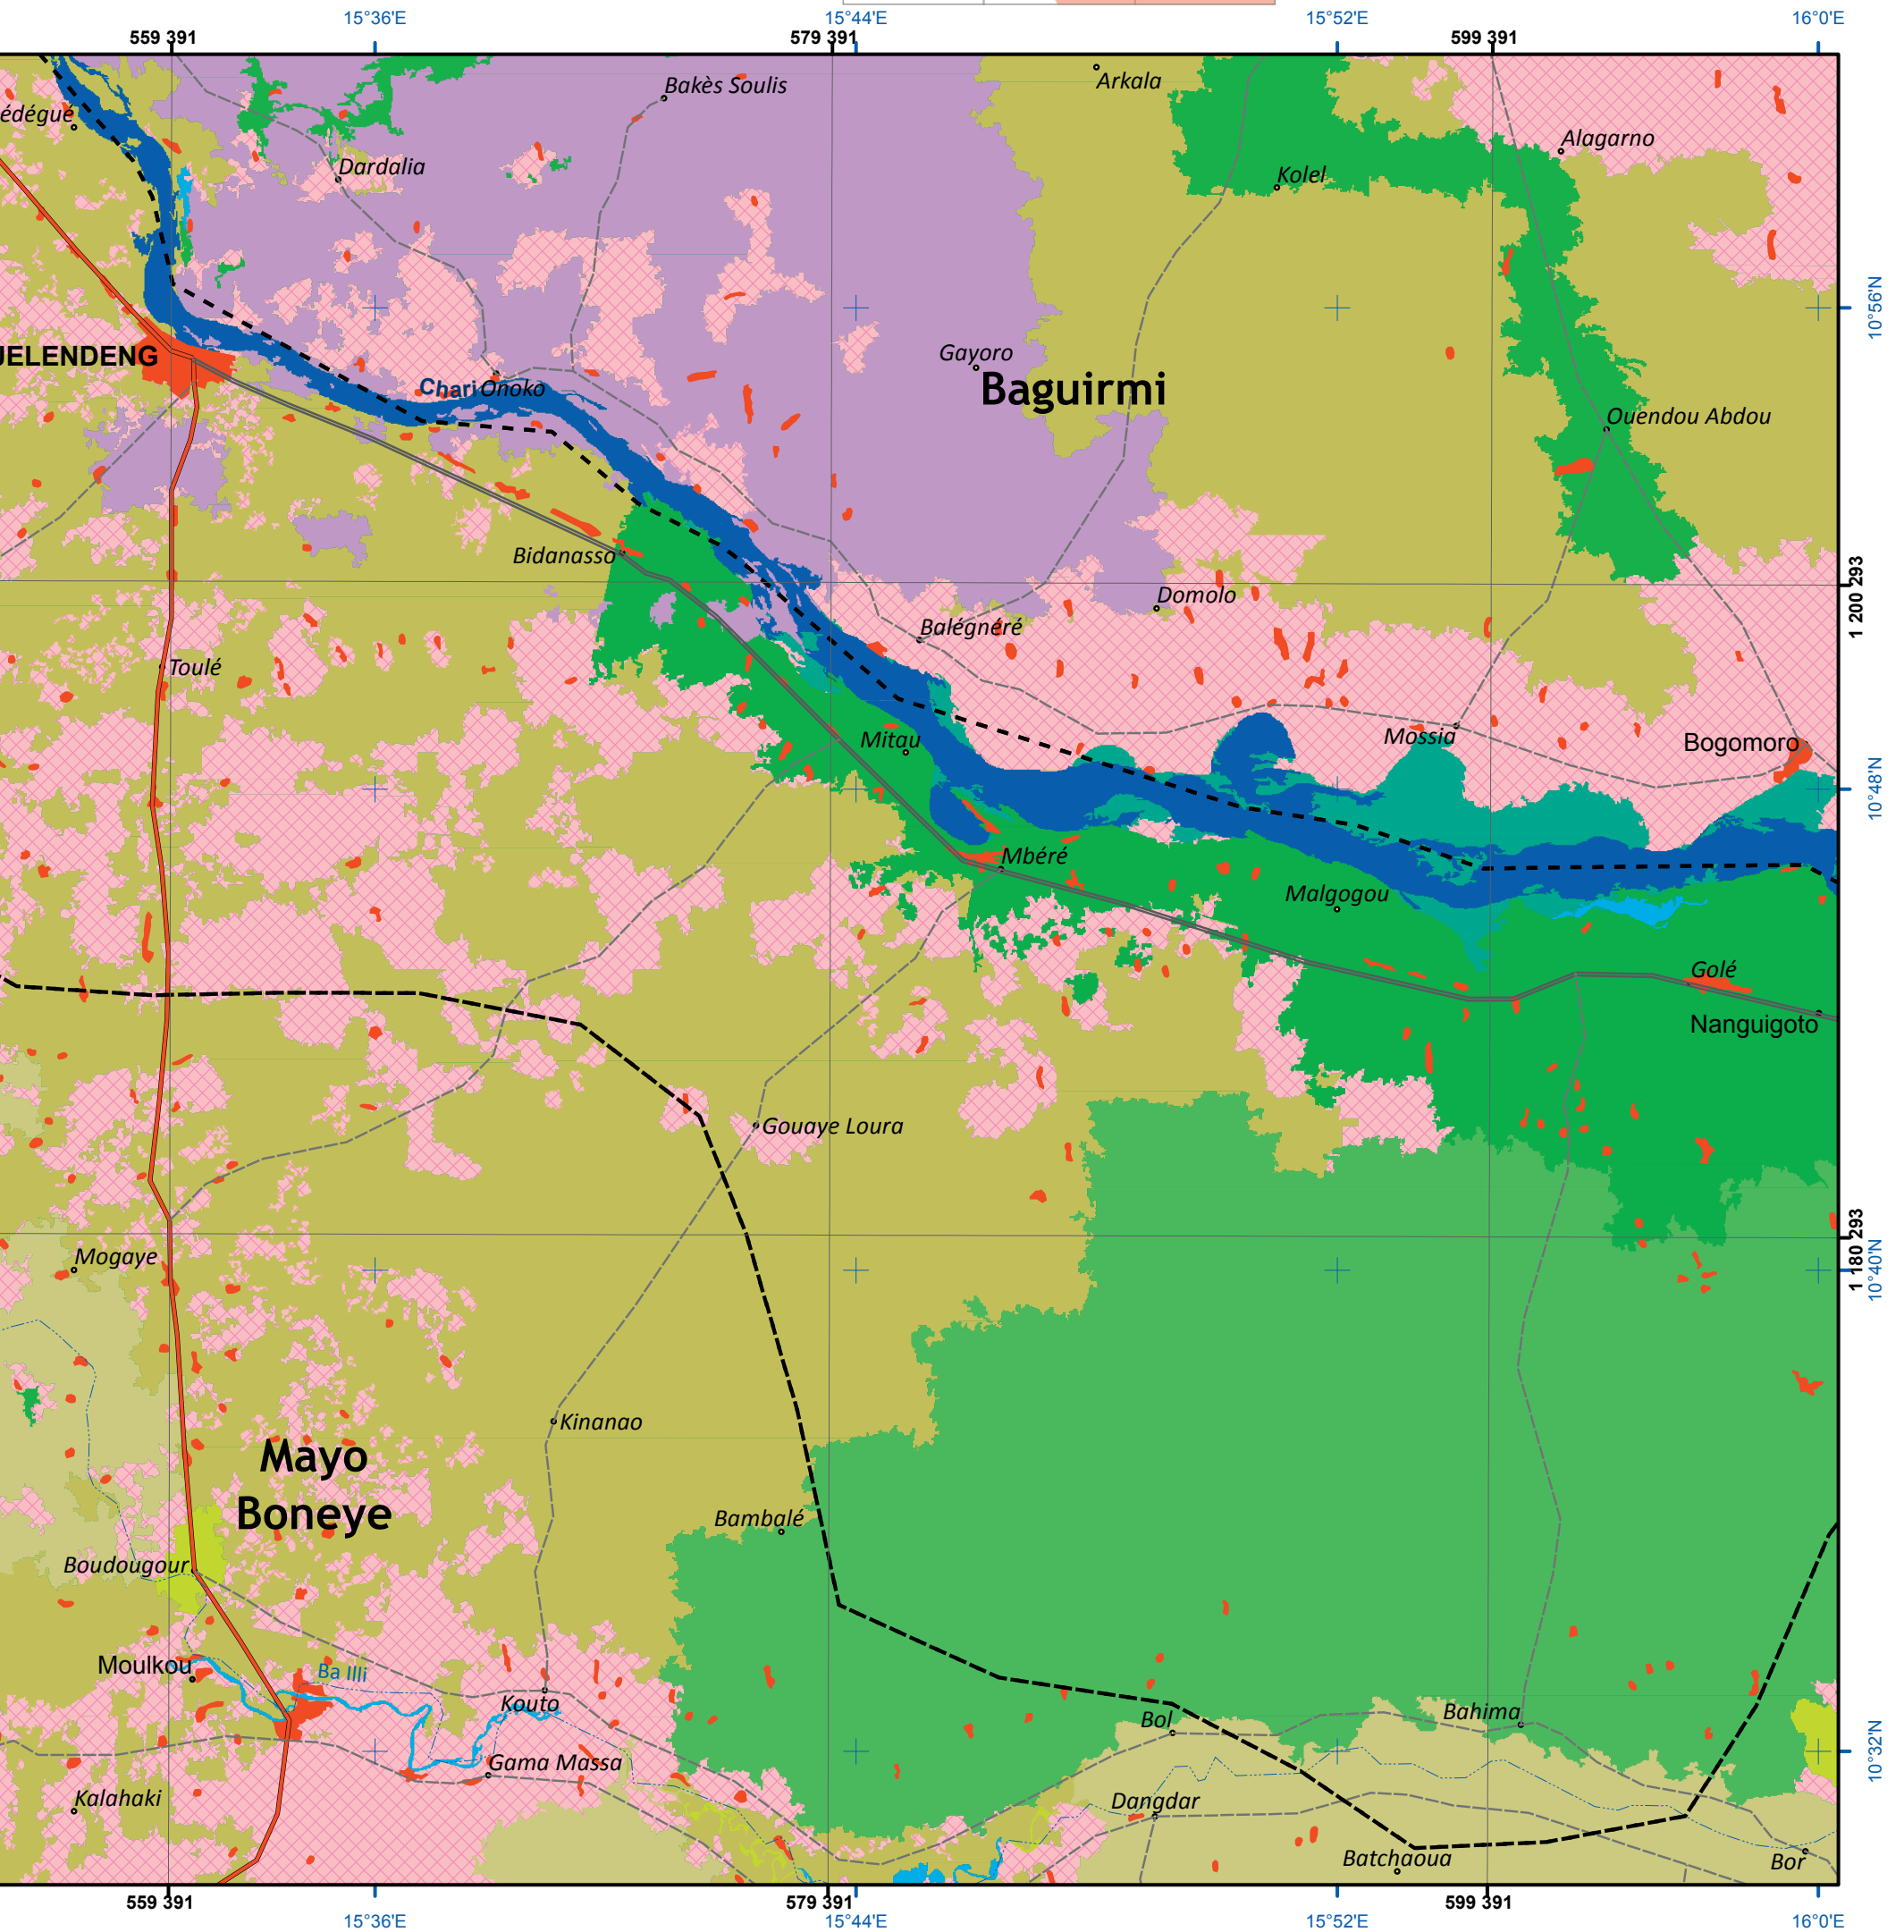 15°36'E 15°44'E 15°52'E 16°0'E
559 391 579 391 599 391
Arkala
Bakès Soulis
édégué
Alagarno
Dardalia
Kolel
10°56'N
UELENDENG
Gayoro
Baguirmi
Chari
Onoko
Ouendou Abdou
Bidanasso
1 200 293
Domolo
Balégnéré
Toulé
Mitau
Mossia
Bogomoro
10°48'N
Mbéré
Malgogou
Golé
Nanguigoto
Gouaye Loura
1 180 293
Mogaye
10°40'N
Kinanao
Mayo
Boneye
Bambalé
Boudougour
Moulkou
Ba Illi
Kouto
Bol
Bahima
Gama Massa
10°32'N
Kalahaki
Dangdar
Batchaoua
Bor
559 391 579 391 599 391
15°36'E 15°44'E 15°52'E 16°0'E